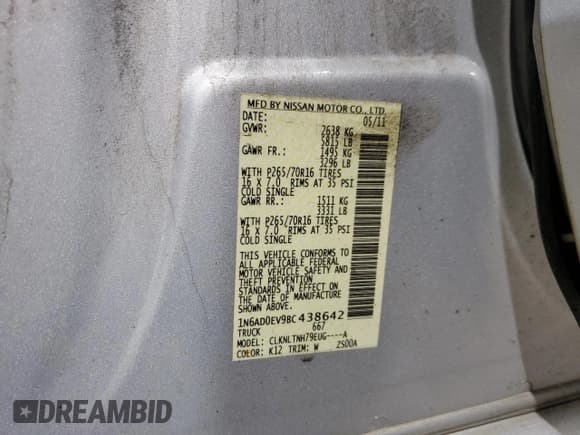 MFD BY NISSAN MOTOR CO., LTD.
DATE: 05/11
GVWR: 2638 KG
5815 LB
GAWR FR.: 1495 KG
3296 LB
WITH P265/70R16 TIRES
16 X 7.0 RIMS AT 35 PSI
COLD SINGLE
GAWR RR.: 1511 KG
3331 LB
WITH P265/70R16 TIRES
16 X 7.0 RIMS AT 35 PSI
COLD SINGLE
THIS VEHICLE CONFORMS TO
ALL APPLICABLE FEDERAL
MOTOR VEHICLE SAFETY AND
THEFT PREVENTION
STANDARDS IN EFFECT ON
THE DATE OF MANUFACTURE
SHOWN ABOVE.
1N6AD0EV9BC438642
TRUCK 667
MODEL: CLKNLTNH79EUG----A
COLOR: K12 TRIM: W ZS00A
DREAMBID